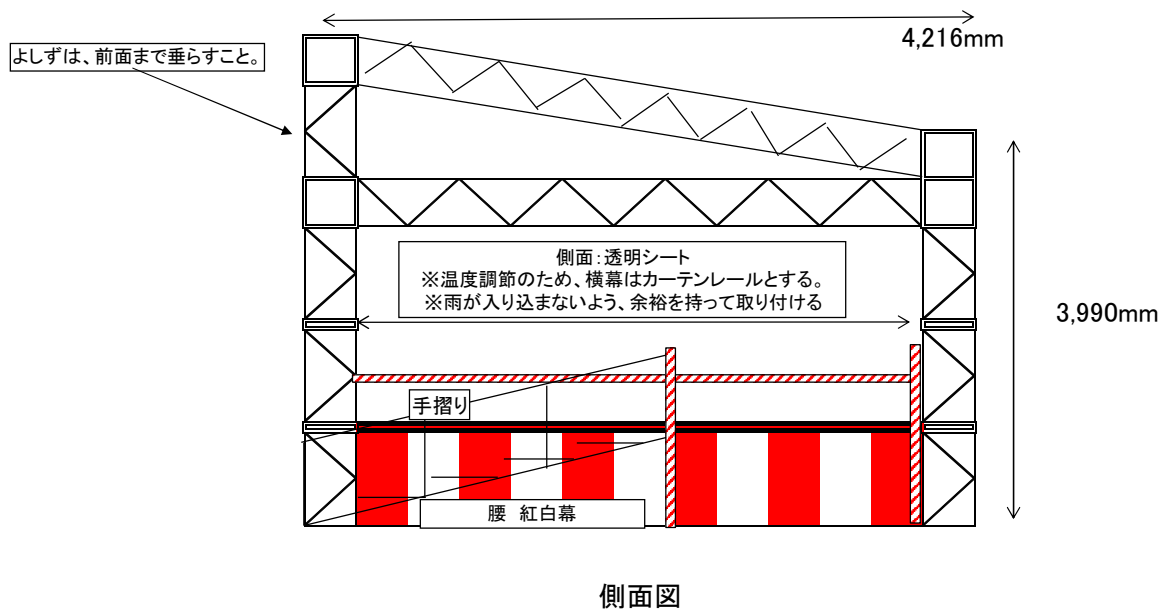 4,216mm
よしずは、前面まで垂らすこと。
側面:透明シート
※温度調節のため、横幕はカーテンレールとする。
※雨が入り込まないよう、余裕を持って取り付ける
3,990mm
手摺り
腰 紅白幕
側面図